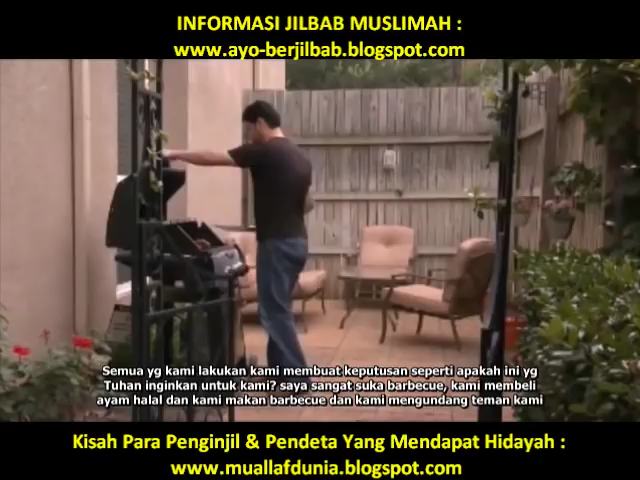 INFORMASI JILBAB MUSLIMAH :
www.ayo-berjilbab.blogspot.com
Semua yg kami lakukan kami membuat keputusan seperti apakah ini yg
Tuhan inginkan untuk kami? saya sangat suka barbecue, kami membeli
ayam halal dan kami makan barbecue dan kami mengundang teman kami
Kisah Para Penginjil & Pendeta Yang Mendapat Hidayah :
www.muallafdunia.blogspot.com